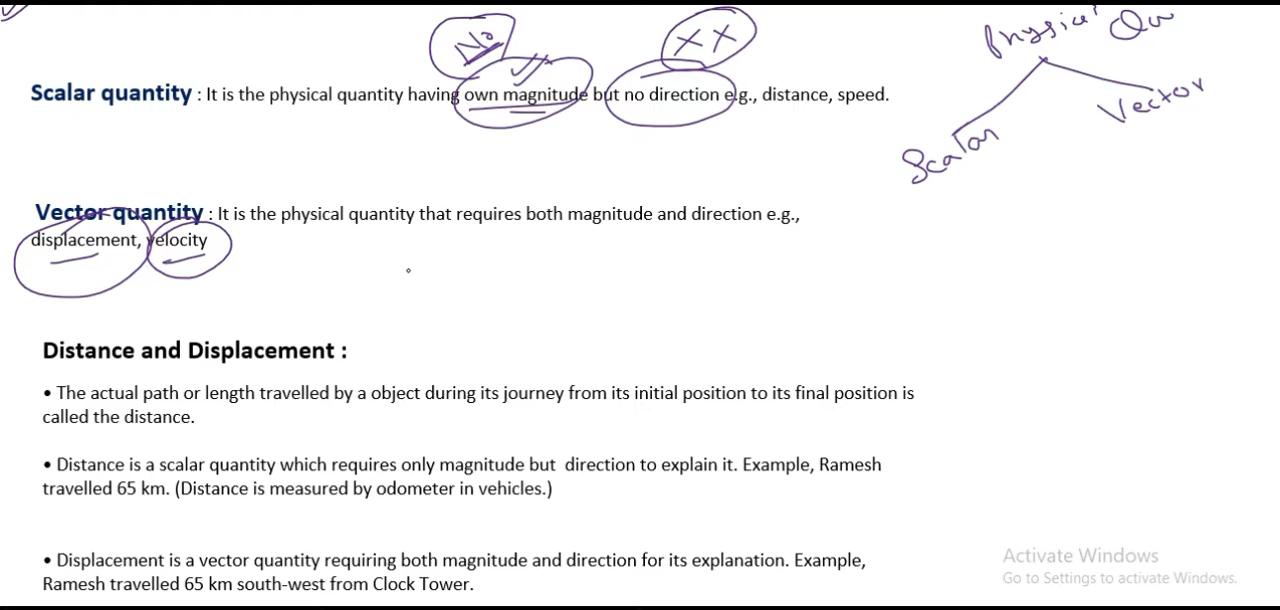 No
XX
Physical Qu
Scalar
Vector
Scalar quantity : It is the physical quantity having own magnitude but no direction e.g., distance, speed.
Vector quantity : It is the physical quantity that requires both magnitude and direction e.g.,
displacement, velocity
Distance and Displacement :
• The actual path or length travelled by a object during its journey from its initial position to its final position is
called the distance.
• Distance is a scalar quantity which requires only magnitude but direction to explain it. Example, Ramesh
travelled 65 km. (Distance is measured by odometer in vehicles.)
• Displacement is a vector quantity requiring both magnitude and direction for its explanation. Example,
Ramesh travelled 65 km south-west from Clock Tower.
Activate Windows
Go to Settings to activate Windows.